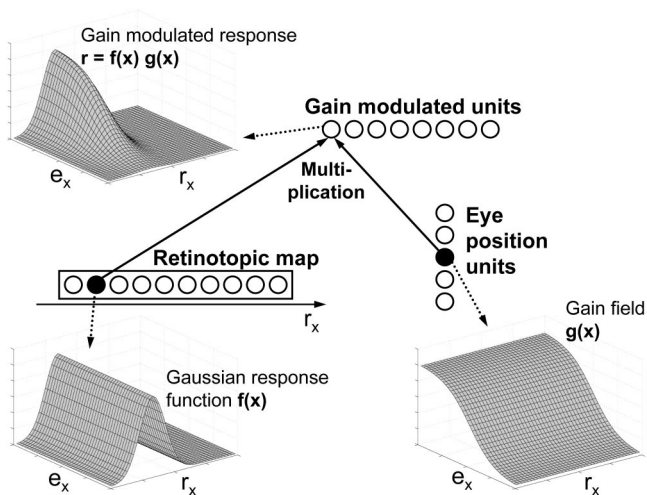 Gain modulated response
r = f(x) g(x)
Gain modulated units
e_x
r_x
Multi-
plication
Eye
position
units
Retinotopic map
r_x
Gain field
g(x)
Gaussian response
function f(x)
e_x
r_x
e_x
r_x